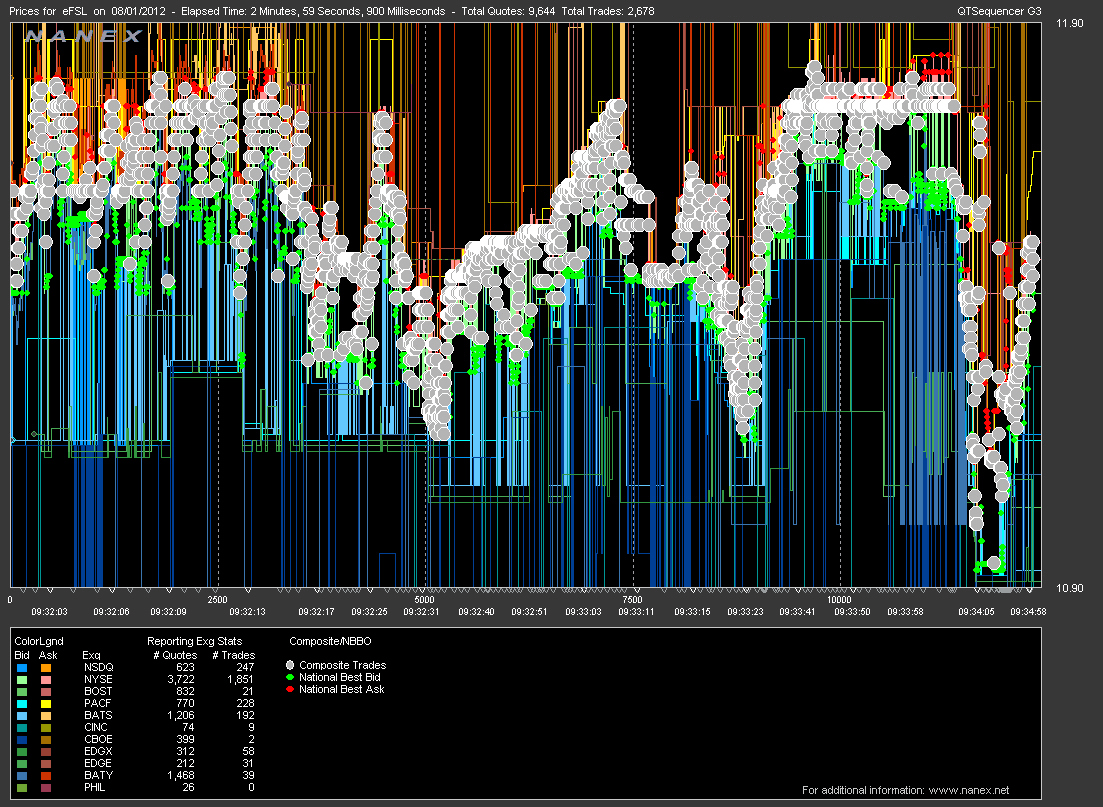 Prices for eFSL on 08/01/2012 - Elapsed Time: 2 Minutes, 59 Seconds, 900 Milliseconds - Total Quotes: 9,644 Total Trades: 2,678 QTSequencer G3
11.90
NANEX
10.90
0 2500 5000 7500 10000
09:32:03 09:32:06 09:32:09 09:32:13 09:32:17 09:32:25 09:32:31 09:32:40 09:32:51 09:33:03 09:33:11 09:33:15 09:33:23 09:33:41 09:33:50 09:33:58 09:34:05 09:34:58
ColorLgnd Reporting Exg Stats Composite/NBBO
Bid Ask Exg # Quotes # Trades
NSDQ 623 247 Composite Trades
NYSE 3,722 1,851 National Best Bid
BOST 832 21 National Best Ask
PACF 770 228
BATS 1,206 192
CINC 74 9
CBOE 399 2
EDGX 312 58
EDGE 212 31
BATY 1,468 39
PHIL 26 0
For additional information: www.nanex.net